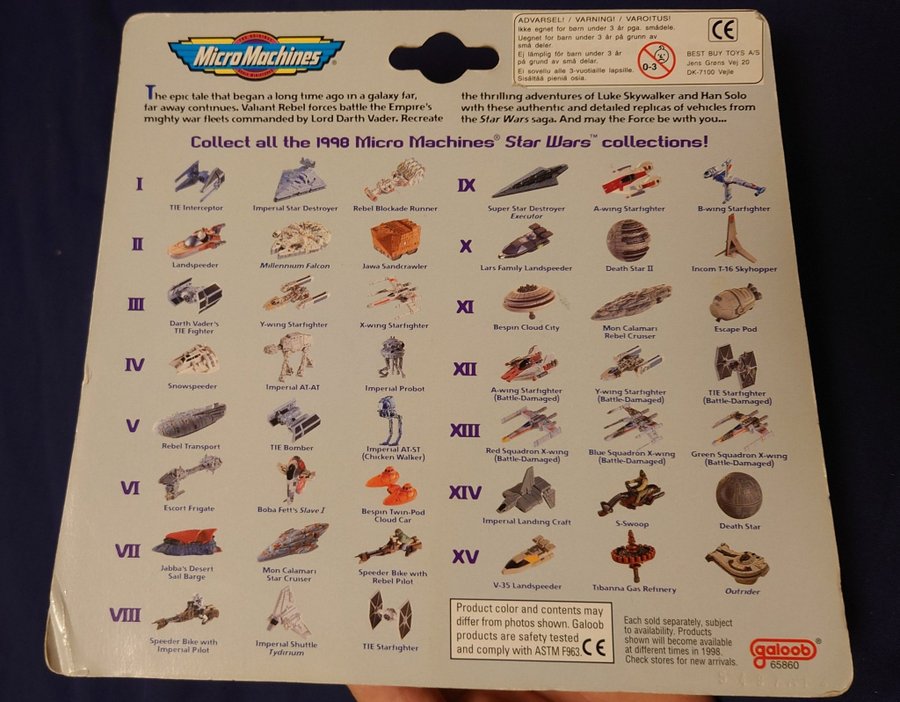 THE ORIGINAL
MicroMachines®
ADVARSEL! / VARNING! / VAROITUS!
Ikke egnet for børn under 3 år pga. smådele.
Uegnet for barn under 3 år på grunn av
små deler.
Ej lämplig för barn under 3 år
på grund av små delar.
Ei sovellu alle 3-vuotiaille lapsille.
Sisältää pieniä osia.
0-3
CE
BEST BUY TOYS A/S
Jens Grøns Vej 20
DK-7100 Vejle
The epic tale that began a long time ago in a galaxy far,
far away continues. Valiant Rebel forces battle the Empire's
mighty war fleets commanded by Lord Darth Vader. Recreate
the thrilling adventures of Luke Skywalker and Han Solo
with these authentic and detailed replicas of vehicles from
the Star Wars saga. And may the Force be with you...
Collect all the 1998 Micro Machines® Star Wars™ collections!
I
TIE Interceptor
Imperial Star Destroyer
Rebel Blockade Runner
II
Landspeeder
Millennium Falcon
Jawa Sandcrawler
III
Darth Vader's
TIE Fighter
Y-wing Starfighter
X-wing Starfighter
IV
Snowspeeder
Imperial AT-AT
Imperial Probot
V
Rebel Transport
TIE Bomber
Imperial AT-ST
(Chicken Walker)
VI
Escort Frigate
Boba Fett's Slave I
Bespin Twin-Pod
Cloud Car
VII
Jabba's Desert
Sail Barge
Mon Calamari
Star Cruiser
Speeder Bike with
Rebel Pilot
VIII
Speeder Bike with
Imperial Pilot
Imperial Shuttle
Tydirium
TIE Starfighter
IX
Super Star Destroyer
Executor
A-wing Starfighter
B-wing Starfighter
X
Lars Family Landspeeder
Death Star II
Incom T-16 Skyhopper
XI
Bespin Cloud City
Mon Calamari
Rebel Cruiser
Escape Pod
XII
A-wing Starfighter
(Battle-Damaged)
Y-wing Starfighter
(Battle-Damaged)
TIE Starfighter
(Battle-Damaged)
XIII
Red Squadron X-wing
(Battle-Damaged)
Blue Squadron X-wing
(Battle-Damaged)
Green Squadron X-wing
(Battle-Damaged)
XIV
Imperial Landing Craft
S-Swoop
Death Star
XV
V-35 Landspeeder
Tibanna Gas Refinery
Outrider
Product color and contents may
differ from photos shown. Galoob
products are safety tested
and comply with ASTM F963. CE
Each sold separately, subject
to availability. Products
shown will become available
at different times in 1998.
Check stores for new arrivals.
galoob®
65860